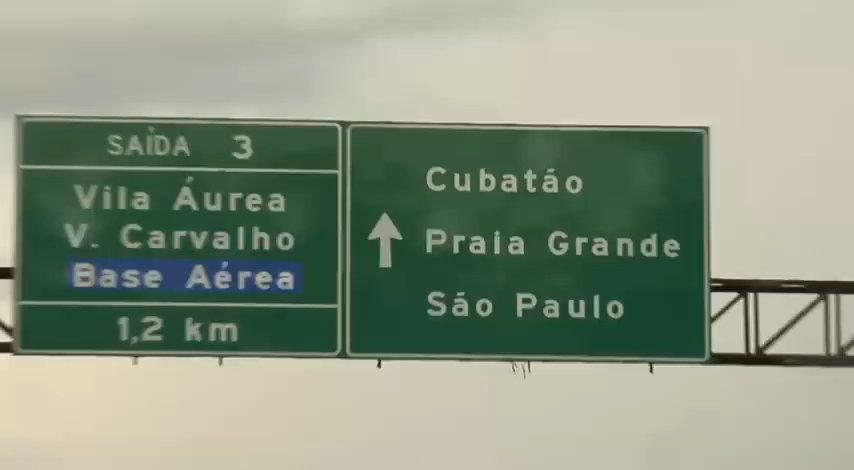 SAÍDA 3
Vila Áurea
V. Carvalho
Base Aérea
1,2 km
Cubatão
Praia Grande
São Paulo